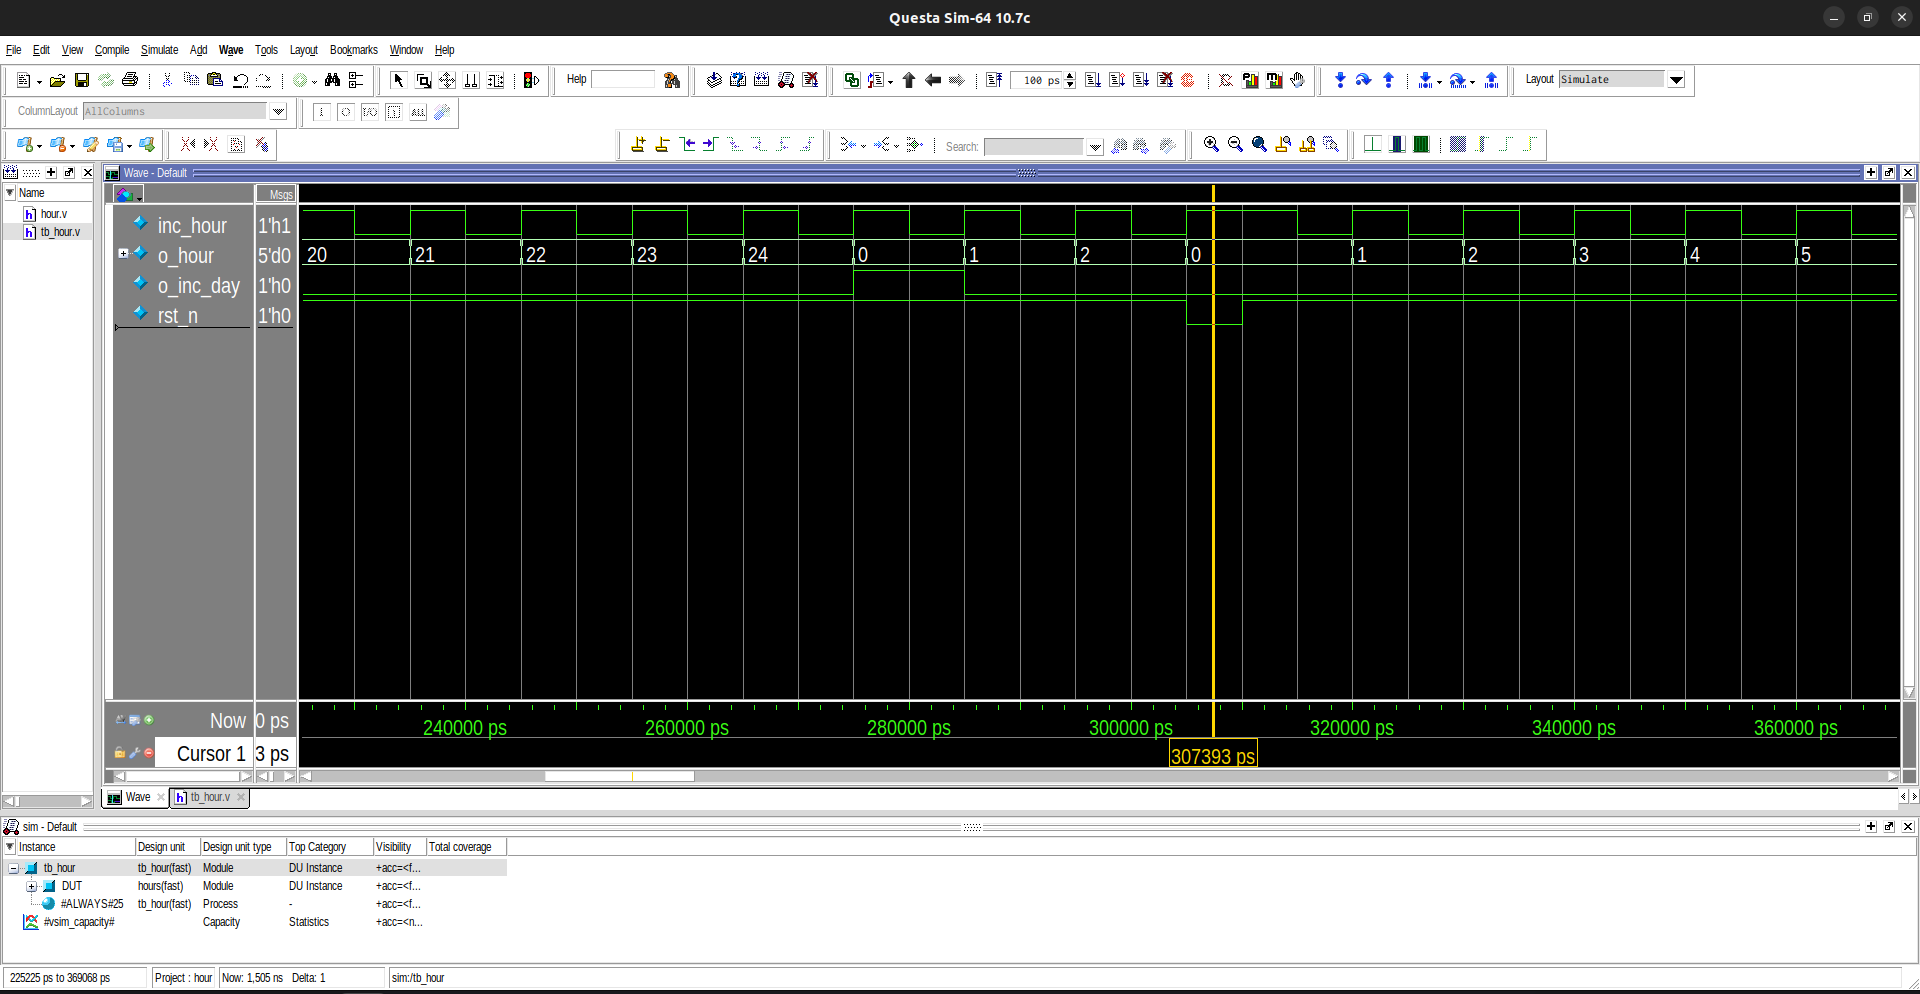 Questa Sim-64 10.7c
File Edit View Compile Simulate Add Wave Tools Layout Bookmarks Window Help
Help 100 ps Layout Simulate
ColumnLayout AllColumns
Search:
Wave - Default
Name
hour.v
tb_hour.v
Msgs
inc_hour 1'h1
o_hour 5'd0 20 21 22 23 24 0 1 2 0 1 2 3 4 5
o_inc_day 1'h0
rst_n 1'h0
Now 0 ps 240000 ps 260000 ps 280000 ps 300000 ps 320000 ps 340000 ps 360000 ps
Cursor 1 3 ps 307393 ps
Wave tb_hour.v
sim - Default
Instance Design unit Design unit type Top Category Visibility Total coverage
tb_hour tb_hour(fast) Module DU Instance +acc=<f...
DUT hours(fast) Module DU Instance +acc=<f...
#ALWAYS#25 tb_hour(fast) Process - +acc=<f...
#vsim_capacity# Capacity Statistics +acc=<n...
225225 ps to 369068 ps Project : hour Now: 1,505 ns Delta: 1 sim:/tb_hour